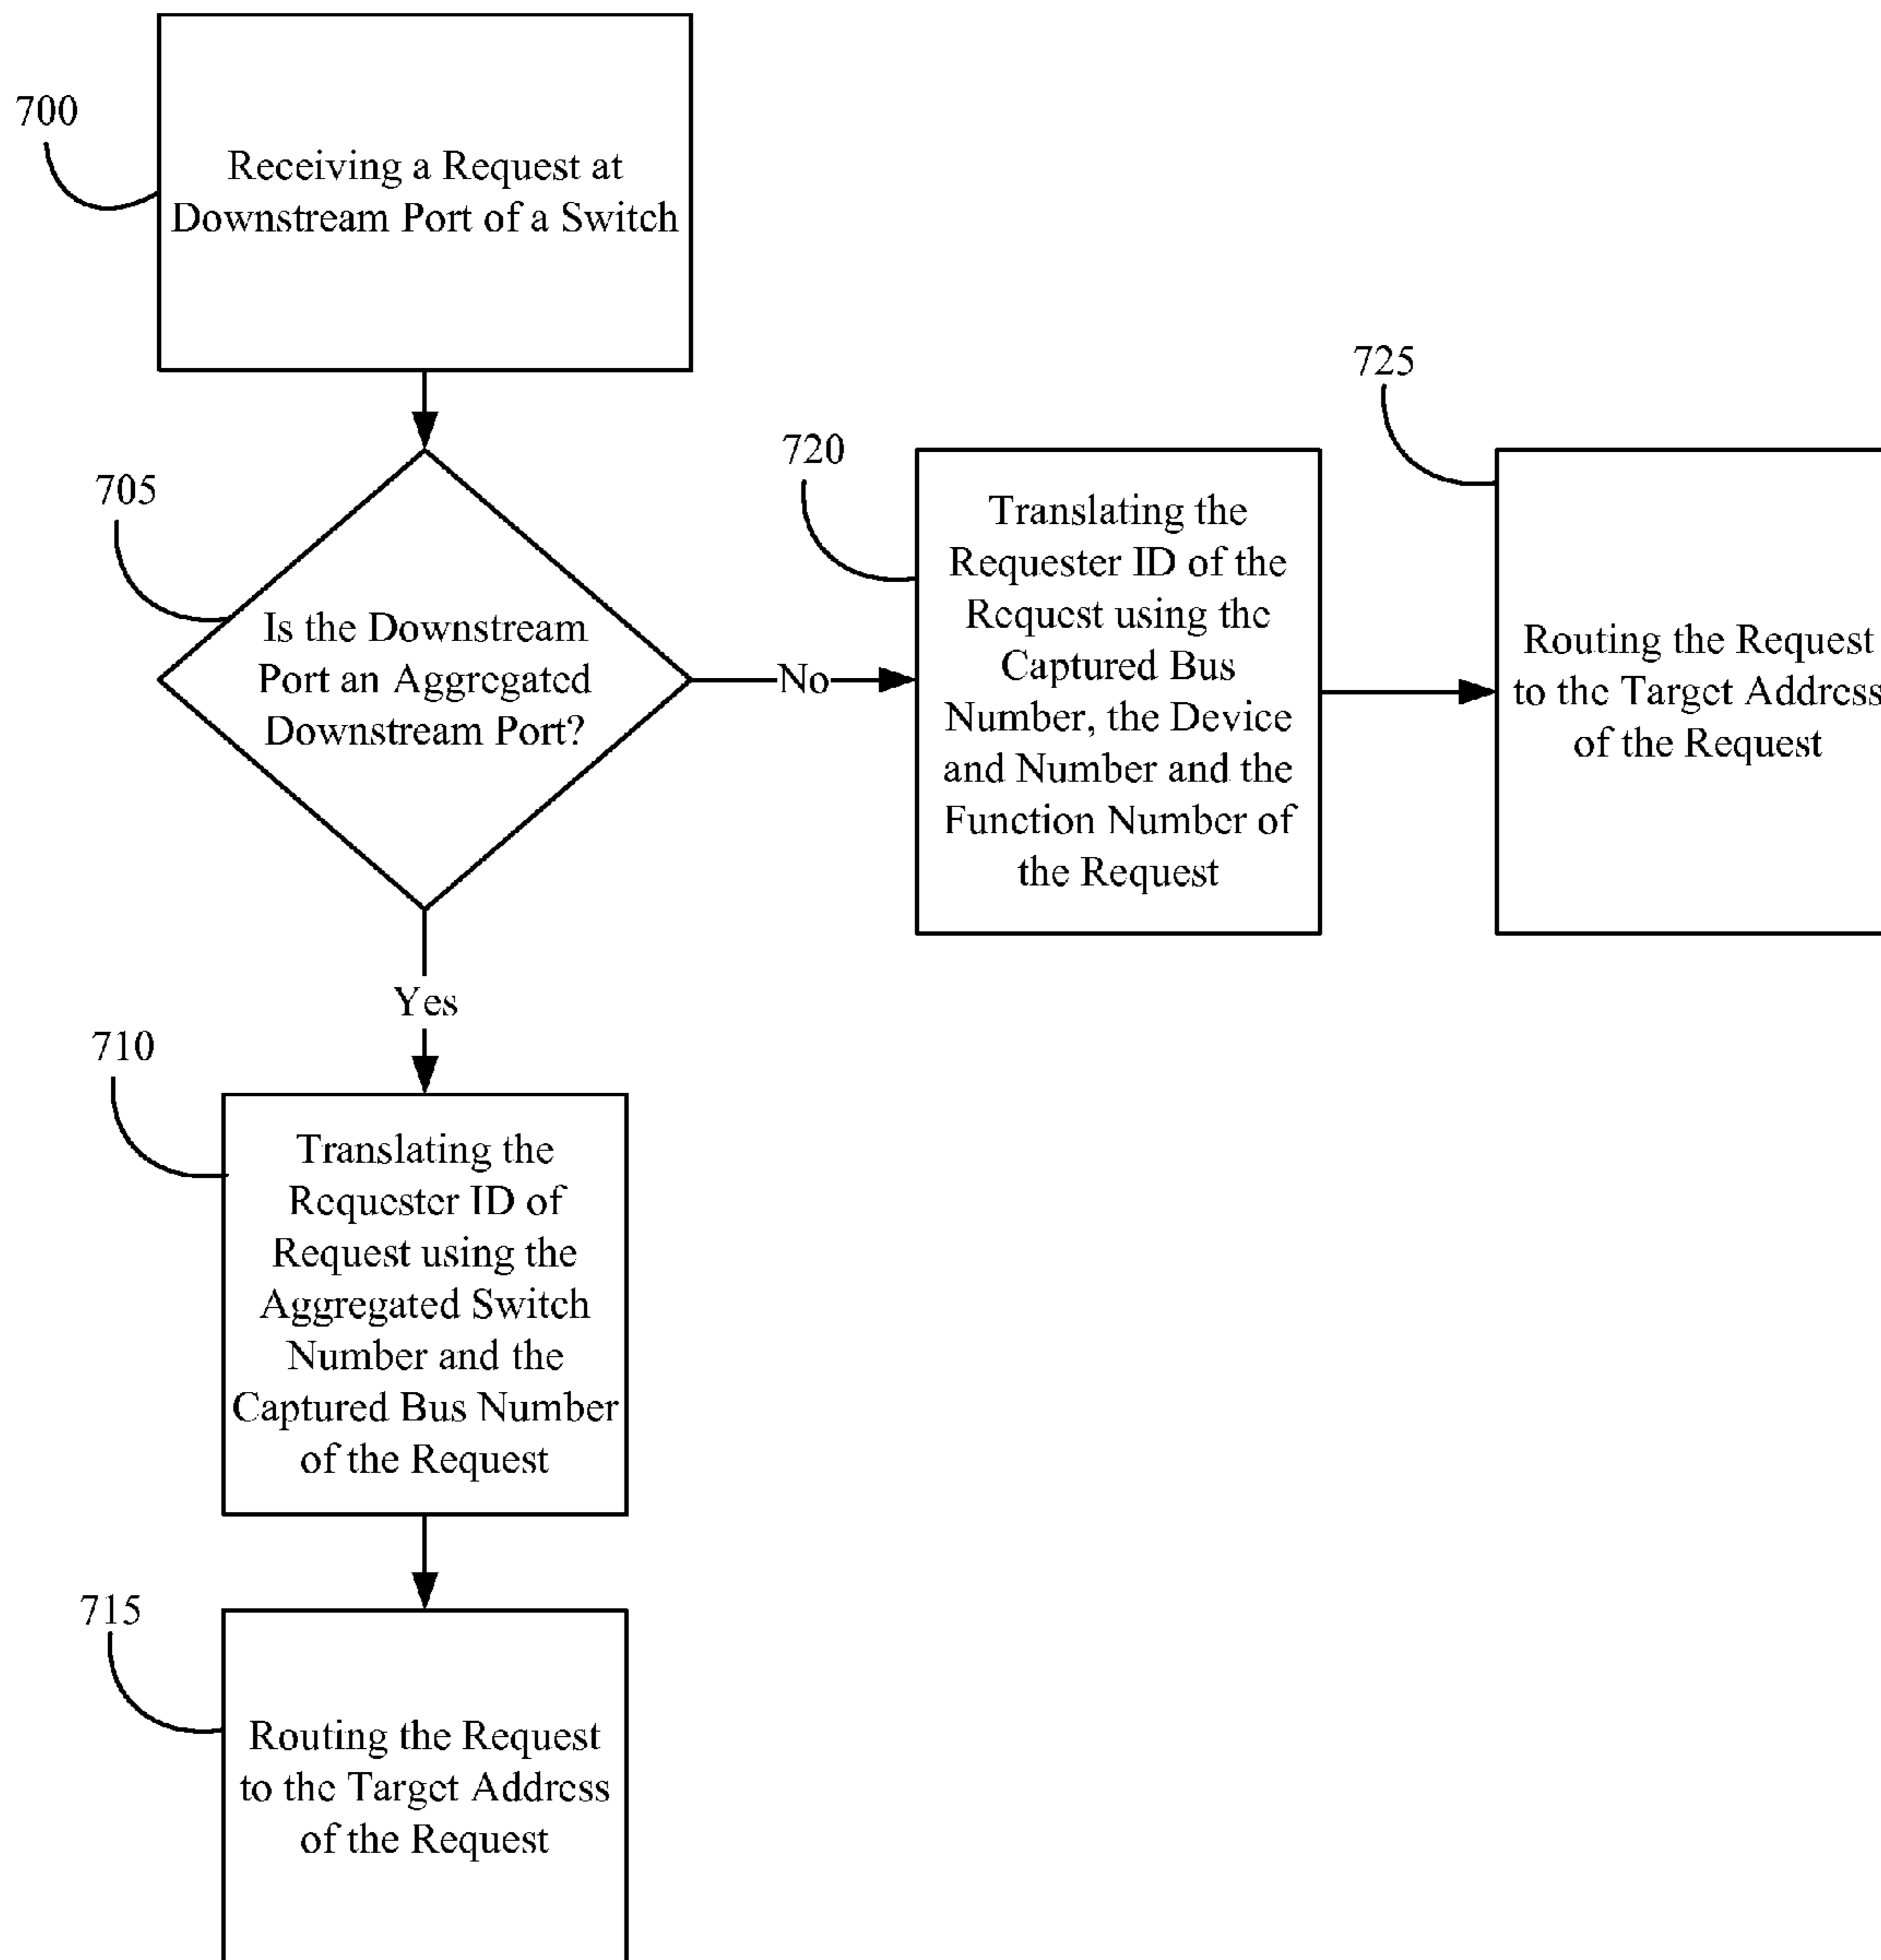 700
Receiving a Request at
Downstream Port of a Switch
705
Is the Downstream
Port an Aggregated
Downstream Port?
No
720
Translating the
Requester ID of the
Request using the
Captured Bus
Number, the Device
and Number and the
Function Number of
the Request
725
Routing the Request
to the Target Address
of the Request
Yes
710
Translating the
Requester ID of
Request using the
Aggregated Switch
Number and the
Captured Bus Number
of the Request
715
Routing the Request
to the Target Address
of the Request